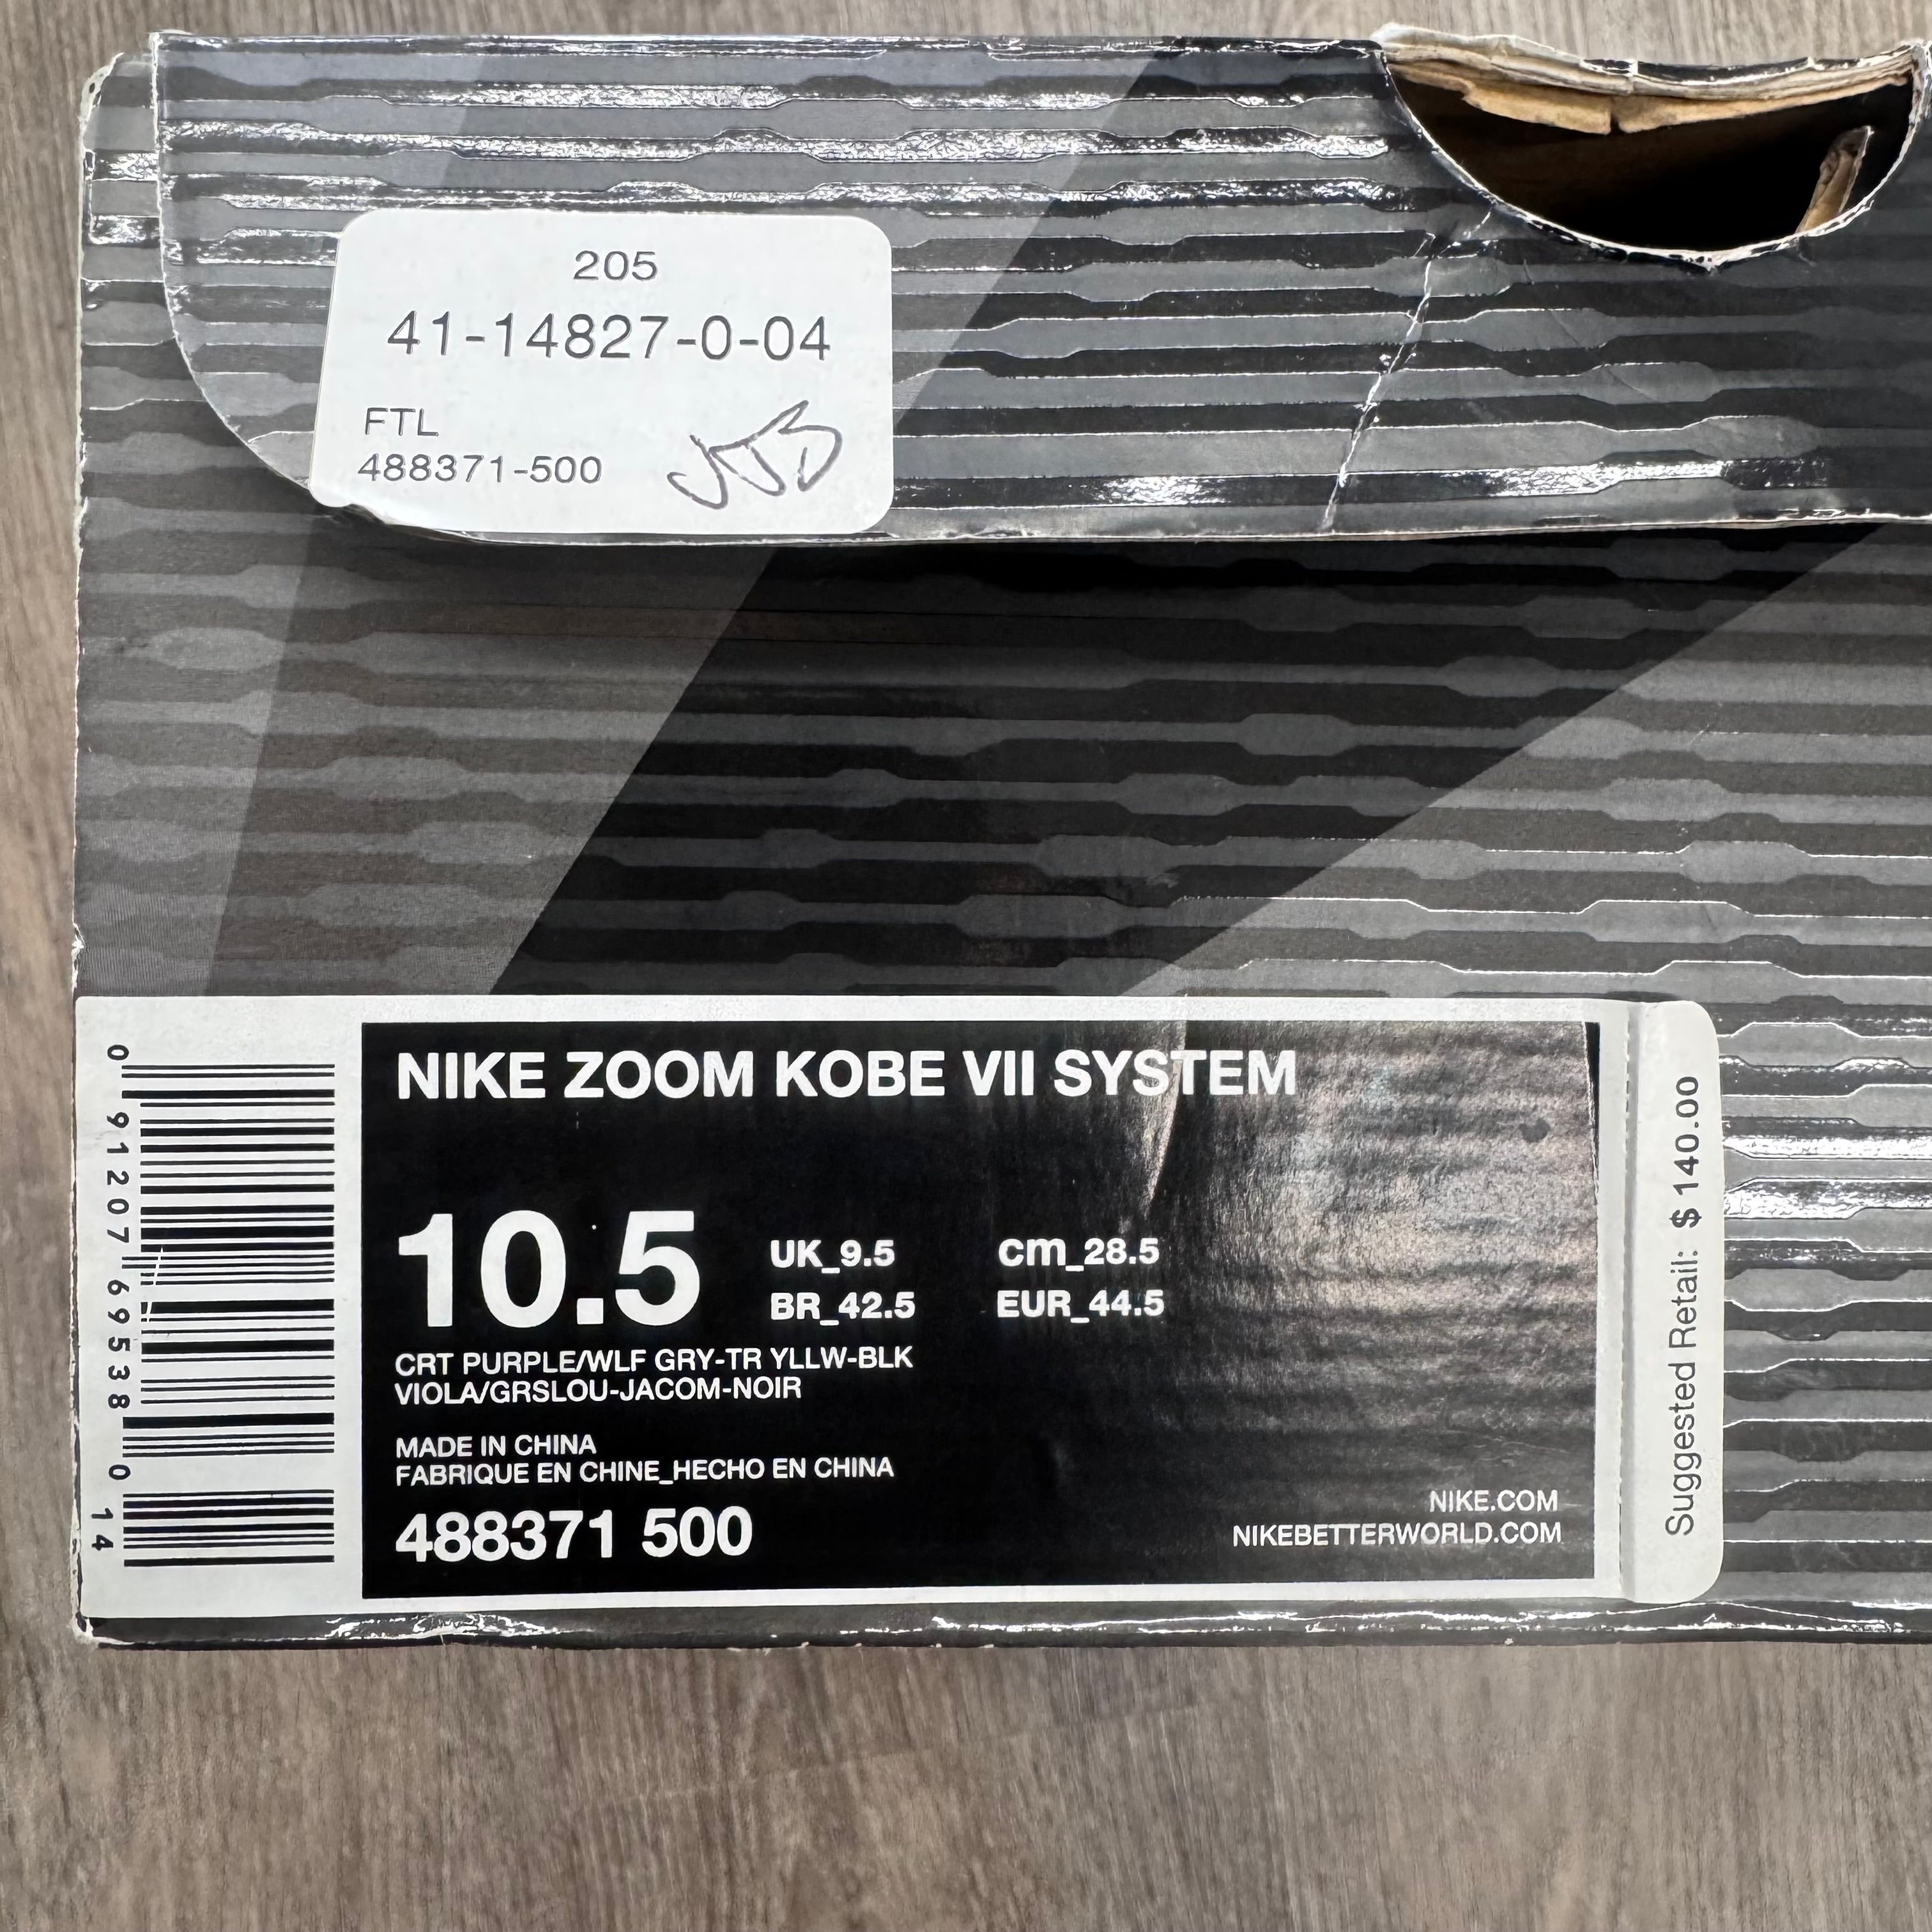 205
41-14827-0-04
FTL
488371-500
NIKE ZOOM KOBE VII SYSTEM
10.5
UK_9.5 cm_28.5
BR_42.5 EUR_44.5
CRT PURPLE/WLF GRY-TR YLLW-BLK
VIOLA/GRSLOU-JACOM-NOIR
MADE IN CHINA
FABRIQUE EN CHINE_HECHO EN CHINA
488371 500
NIKE.COM
NIKEBETTERWORLD.COM
0 91207 69538 0 14
Suggested Retail: $ 140.00